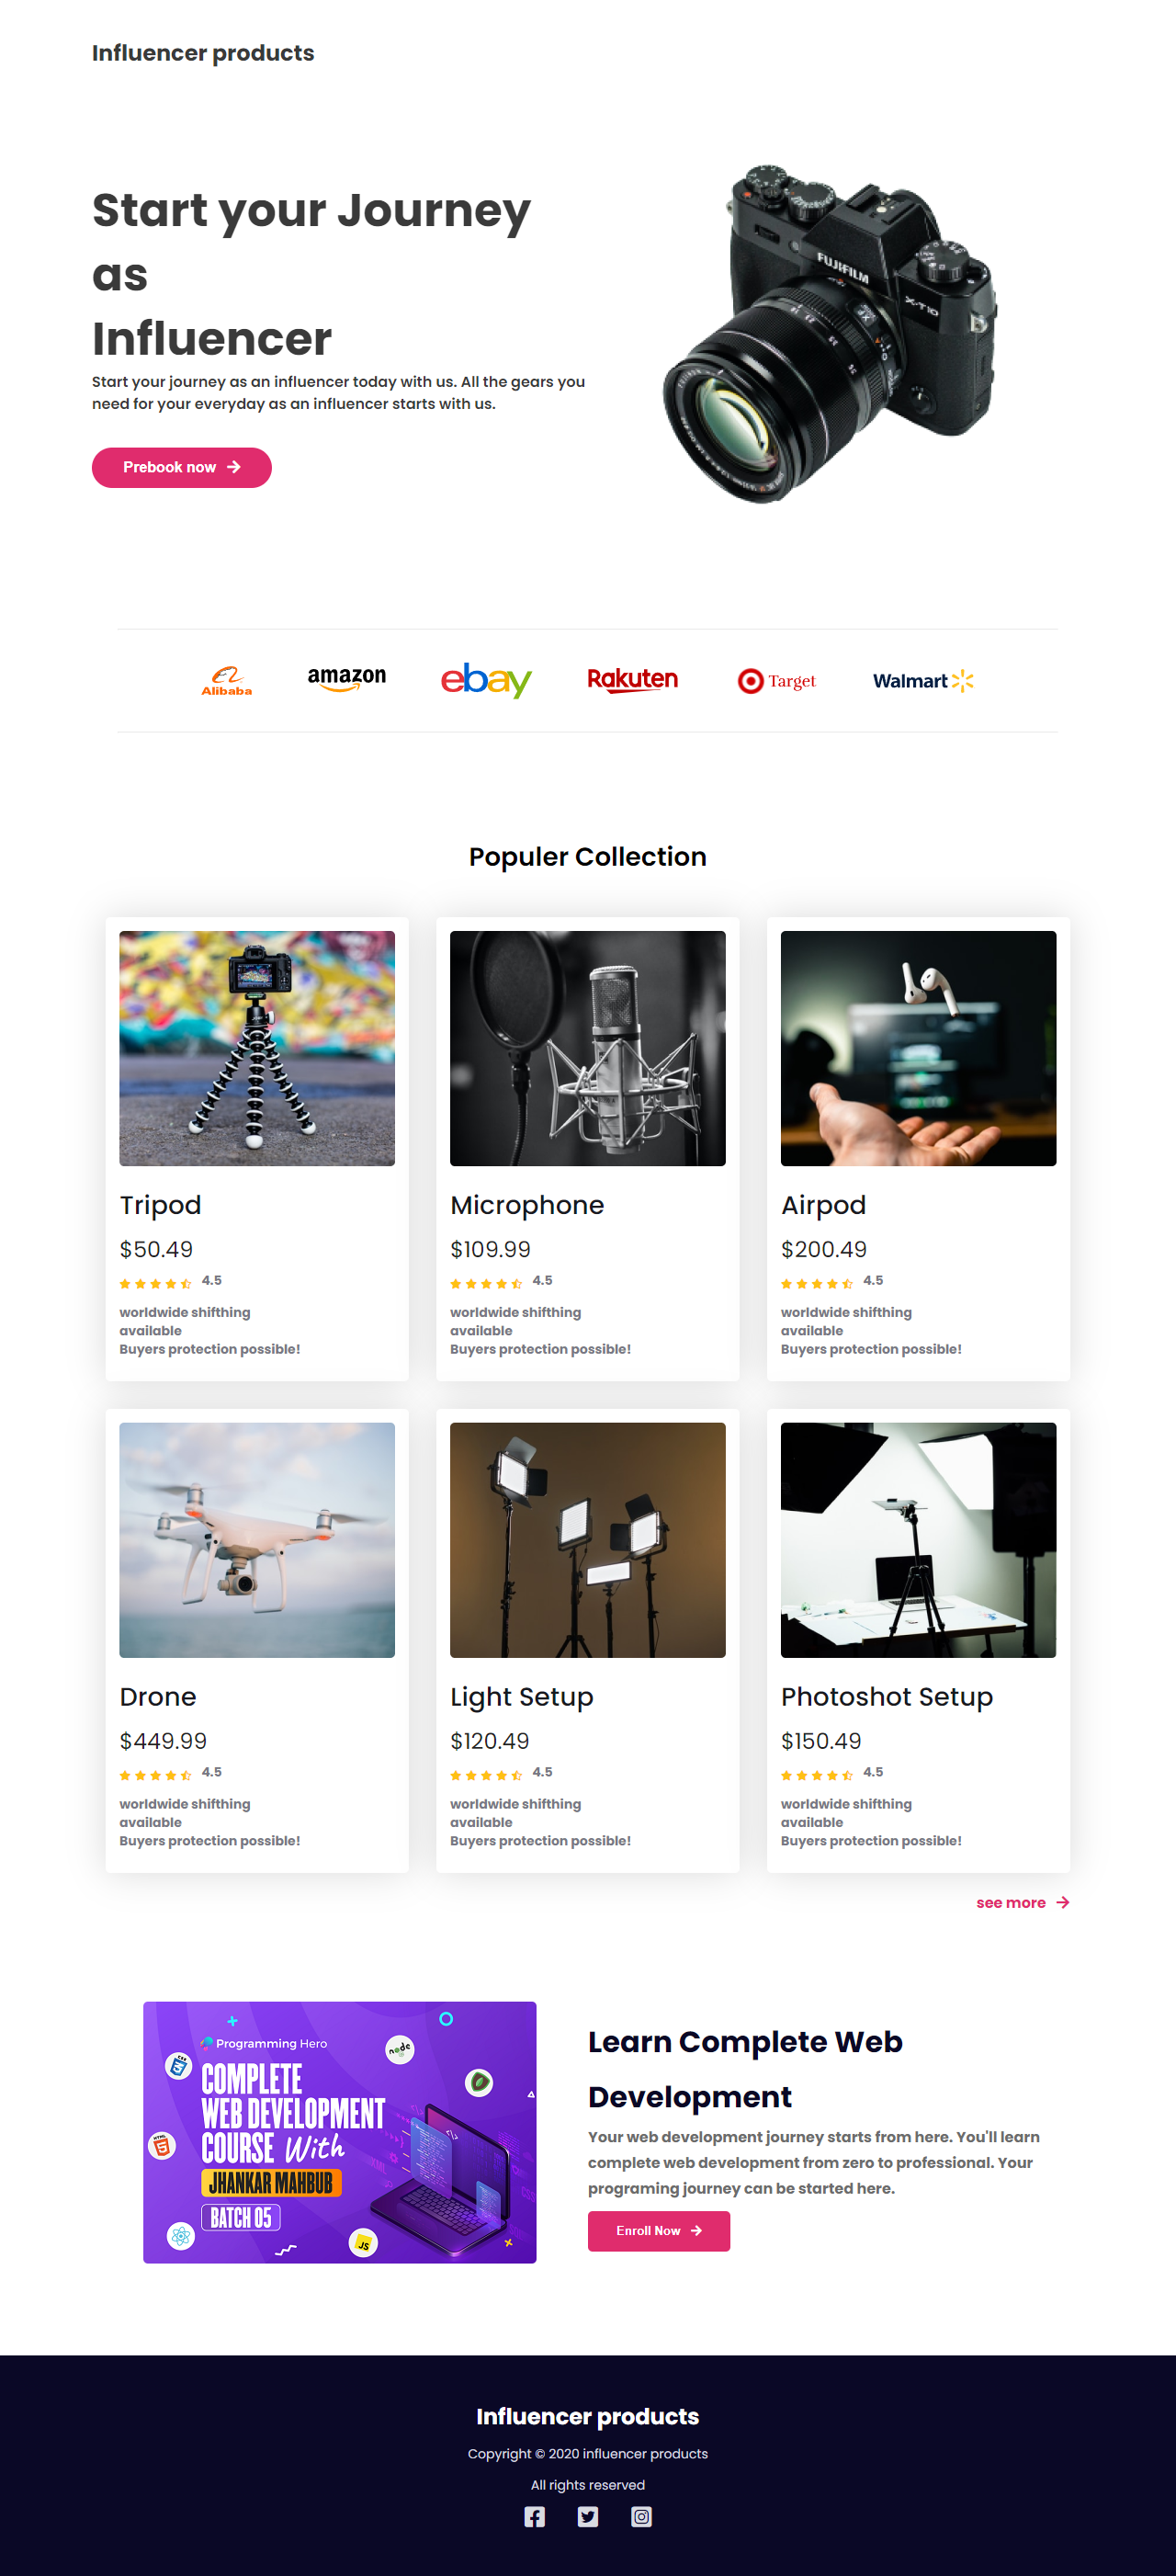 Influencer products
Start your Journey
as
Influencer
Start your journey as an influencer today with us. All the gears you
need for your everyday as an influencer starts with us.
Prebook now
FUJIFILM
X-T10
Alibaba
amazon
ebay
Rakuten
Target
Walmart
Populer Collection
Tripod
$50.49
4.5
worldwide shifthing
available
Buyers protection possible!
Microphone
$109.99
4.5
worldwide shifthing
available
Buyers protection possible!
Airpod
$200.49
4.5
worldwide shifthing
available
Buyers protection possible!
Drone
$449.99
4.5
worldwide shifthing
available
Buyers protection possible!
Light Setup
$120.49
4.5
worldwide shifthing
available
Buyers protection possible!
Photoshot Setup
$150.49
4.5
worldwide shifthing
available
Buyers protection possible!
see more
Programming Hero
COMPLETE
WEB DEVELOPMENT
COURSE With
JHANKAR MAHBUB
BATCH 05
CSS
HTML
node
JS
Learn Complete Web
Development
Your web development journey starts from here. You'll learn
complete web development from zero to professional. Your
programing journey can be started here.
Enroll Now
Influencer products
Copyright © 2020 influencer products
All rights reserved